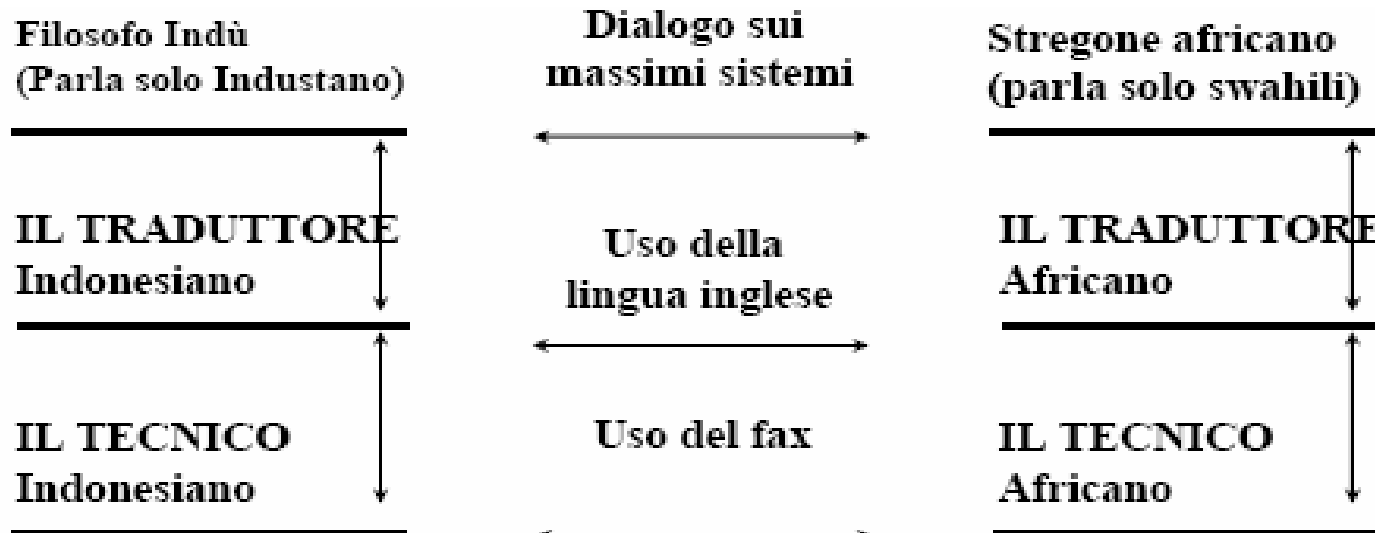 Filosofo Indù
(Parla solo Industano)
Dialogo sui
massimi sistemi
Stregone africano
(parla solo swahili)
IL TRADUTTORE
Indonesiano
Uso della
lingua inglese
IL TRADUTTORE
Africano
IL TECNICO
Indonesiano
Uso del fax
IL TECNICO
Africano